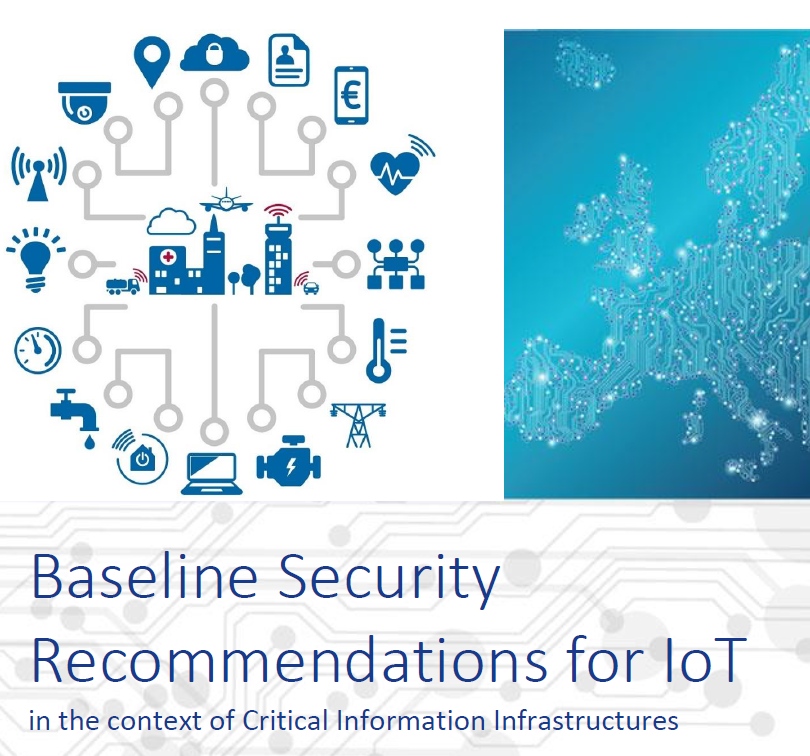 €
Baseline Security
Recommendations for IoT
in the context of Critical Information Infrastructures